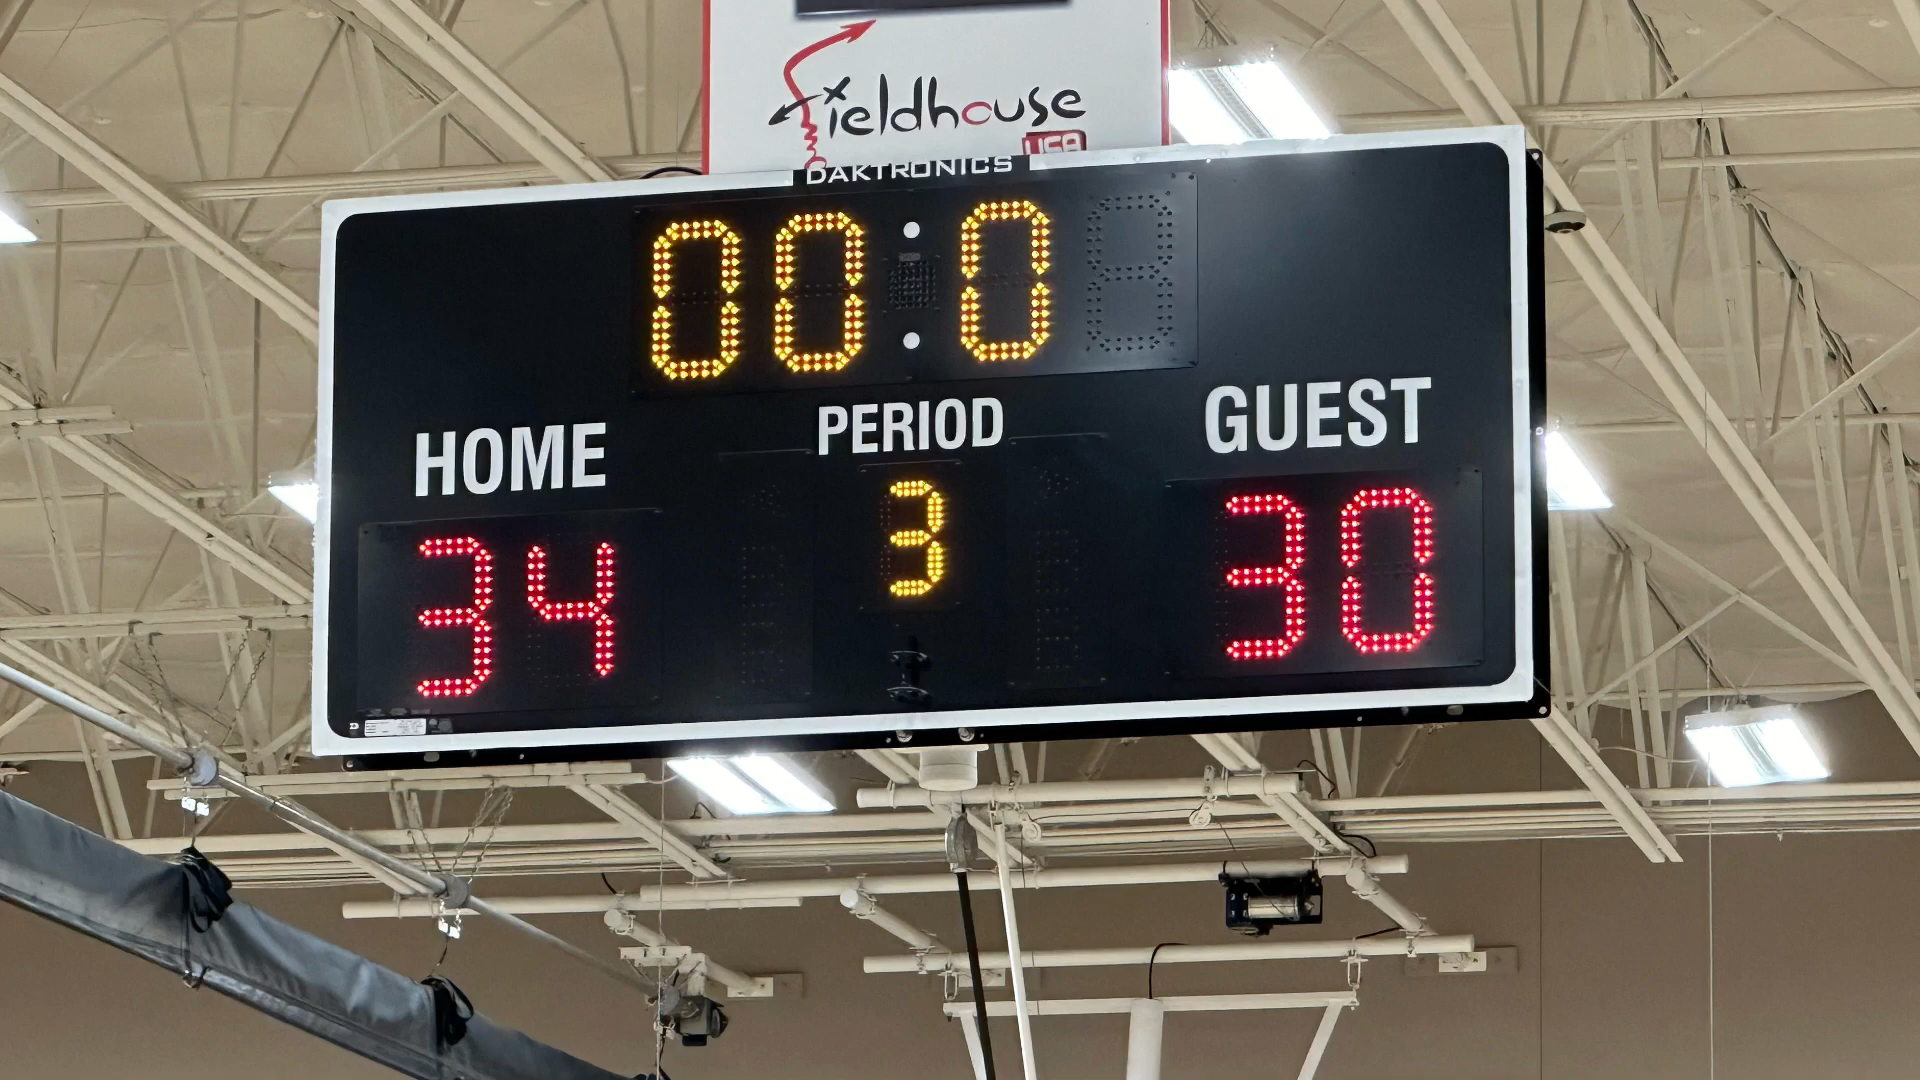 Fieldhouse
USA
DAKTRONICS
00:0
HOME PERIOD GUEST
34 3 30